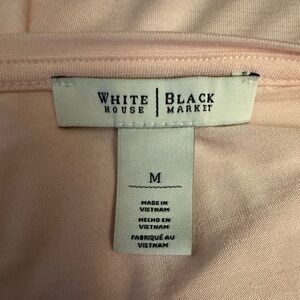 WHITE | BLACK
HOUSE | MARKET
M
MADE IN
VIETNAM
HECHO EN
VIETNAM
FABRIQUÉ AU
VIETNAM